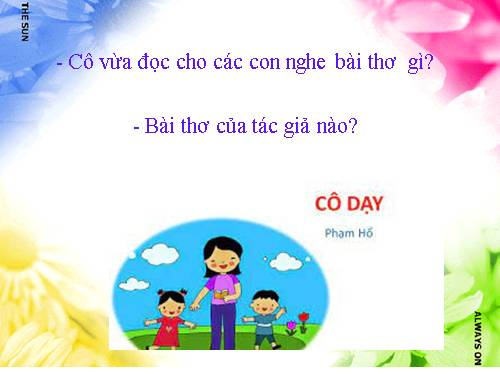 THE SUN
- Cô vừa đọc cho các con nghe bài thơ gì?
- Bài thơ của tác giả nào?
CÔ DẠY
Phạm Hổ
ALWAYS ON